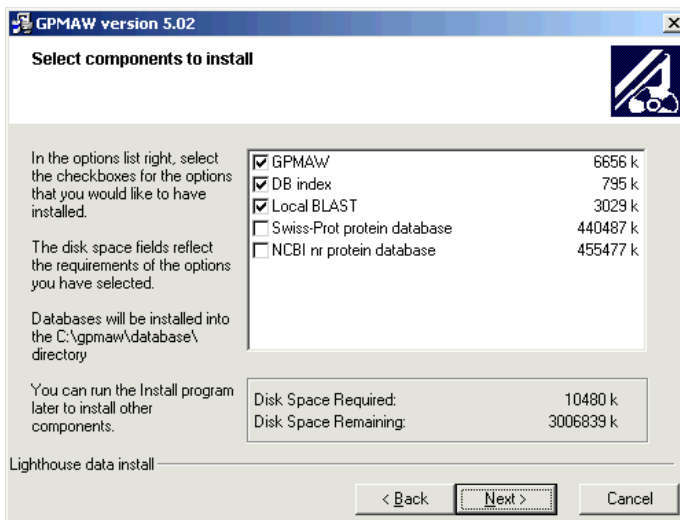 GPMAW version 5.02
Select components to install
In the options list right, select
the checkboxes for the options
that you would like to have
installed.
The disk space fields reflect
the requirements of the options
you have selected.
Databases will be installed into
the C:\gpmaw\database\
directory
You can run the Install program
later to install other
components.
GPMAW 6656 k
DB index 795 k
Local BLAST 3029 k
Swiss-Prot protein database 440487 k
NCBI nr protein database 455477 k
Disk Space Required: 10480 k
Disk Space Remaining: 3006839 k
Lighthouse data install
< Back Next > Cancel